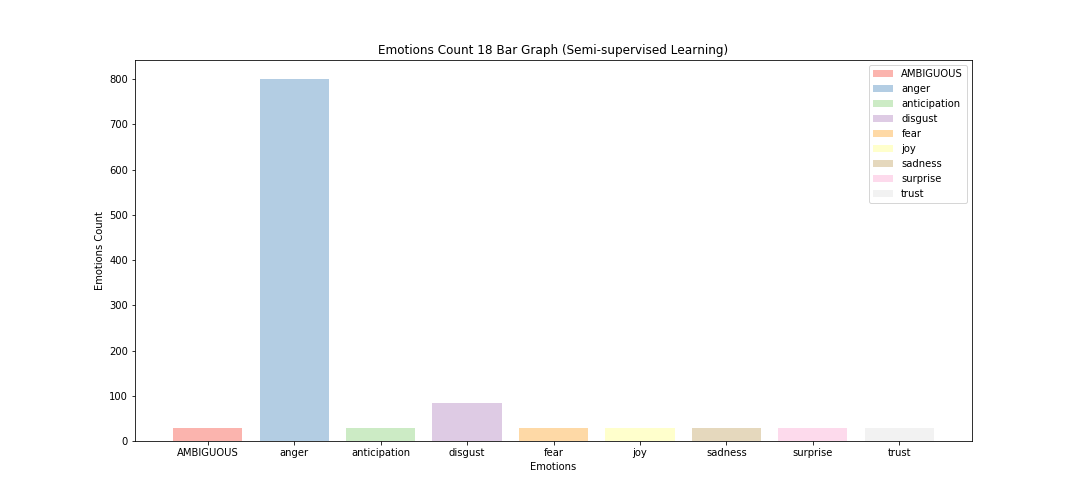 Emotions Count 18 Bar Graph (Semi-supervised Learning)
AMBIGUOUS
anger
anticipation
disgust
fear
joy
sadness
surprise
trust
Emotions Count
800
700
600
500
400
300
200
100
0
AMBIGUOUS anger anticipation disgust fear joy sadness surprise trust
Emotions